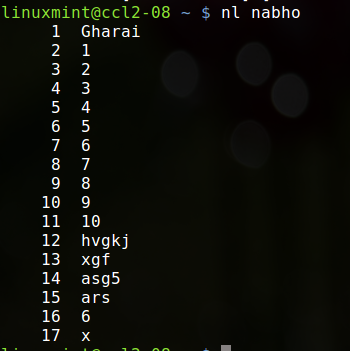 linuxmint@ccl2-08 ~ $ nl nabho
1 Gharai
2 1
3 2
4 3
5 4
6 5
7 6
8 7
9 8
10 9
11 10
12 hvgkj
13 xgf
14 asg5
15 ars
16 6
17 x
linuxmint@ccl2-08 ~ $